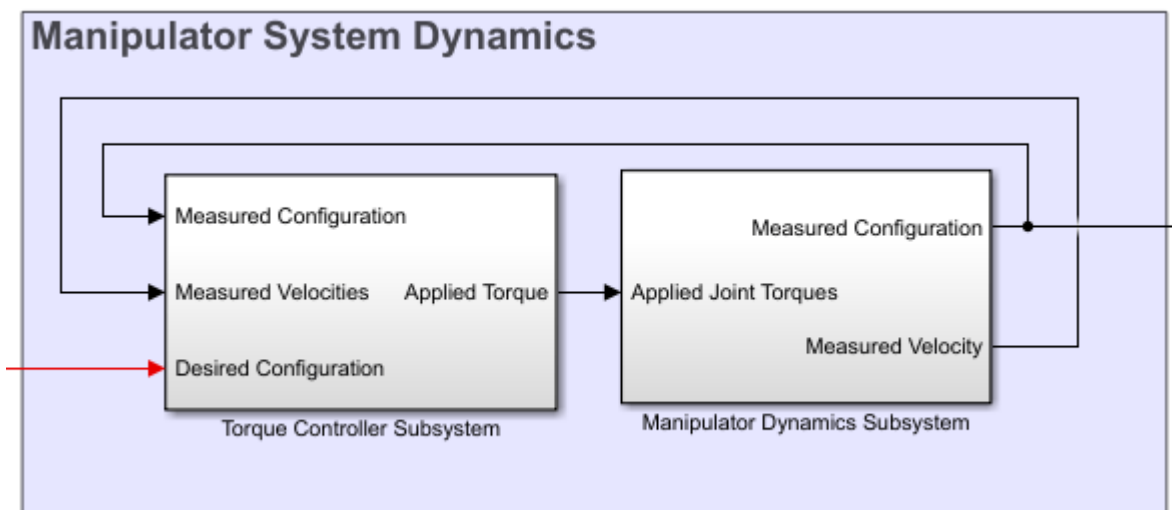 Manipulator System Dynamics
Measured Configuration
Measured Velocities
Applied Torque
Desired Configuration
Torque Controller Subsystem
Measured Configuration
Applied Joint Torques
Measured Velocity
Manipulator Dynamics Subsystem